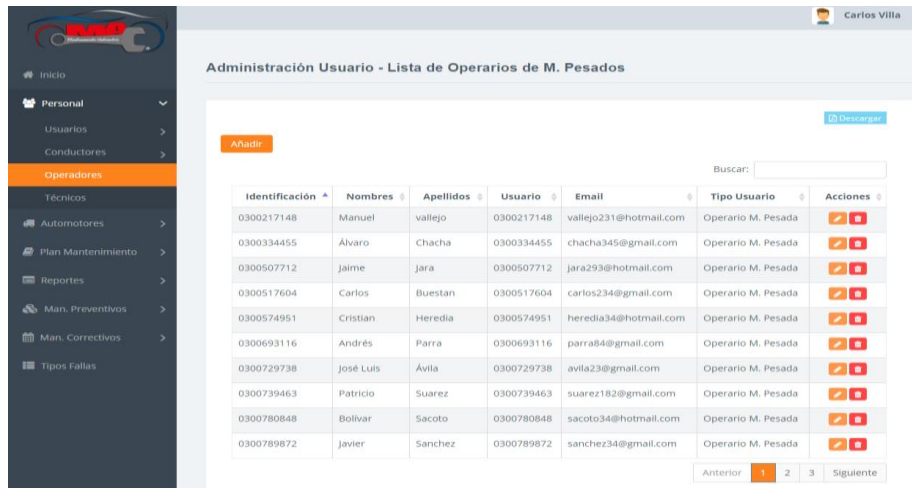 MP
Carlos Villa
Inicio
Personal
Usuarios
Conductores
Operadores
Técnicos
Automotores
Plan Mantenimiento
Reportes
Man. Preventivos
Man. Correctivos
Tipos Fallas
Administración Usuario - Lista de Operarios de M. Pesados
Descargar
Añadir
Buscar:
Identificación Nombres Apellidos Usuario Email Tipo Usuario Acciones
0300217148 Manuel vallejo 0300217148 vallejo231@hotmail.com Operario M. Pesada
0300334455 Álvaro Chacha 0300334455 chacha345@gmail.com Operario M. Pesada
0300507712 Jaime Jara 0300507712 jara293@hotmail.com Operario M. Pesada
0300517604 Carlos Buestan 0300517604 carlos234@gmail.com Operario M. Pesada
0300574951 Cristian Heredia 0300574951 heredia34@hotmail.com Operario M. Pesada
0300693116 Andrés Parra 0300693116 parra84@gmail.com Operario M. Pesada
0300729738 José Luis Ávila 0300729738 avila23@gmail.com Operario M. Pesada
0300739463 Patricio Suarez 0300739463 suarez182@gmail.com Operario M. Pesada
0300780848 Bolívar Sacoto 0300780848 sacoto34@hotmail.com Operario M. Pesada
0300789872 Javier Sanchez 0300789872 sanchez34@gmail.com Operario M. Pesada
Anterior 1 2 3 Siguiente